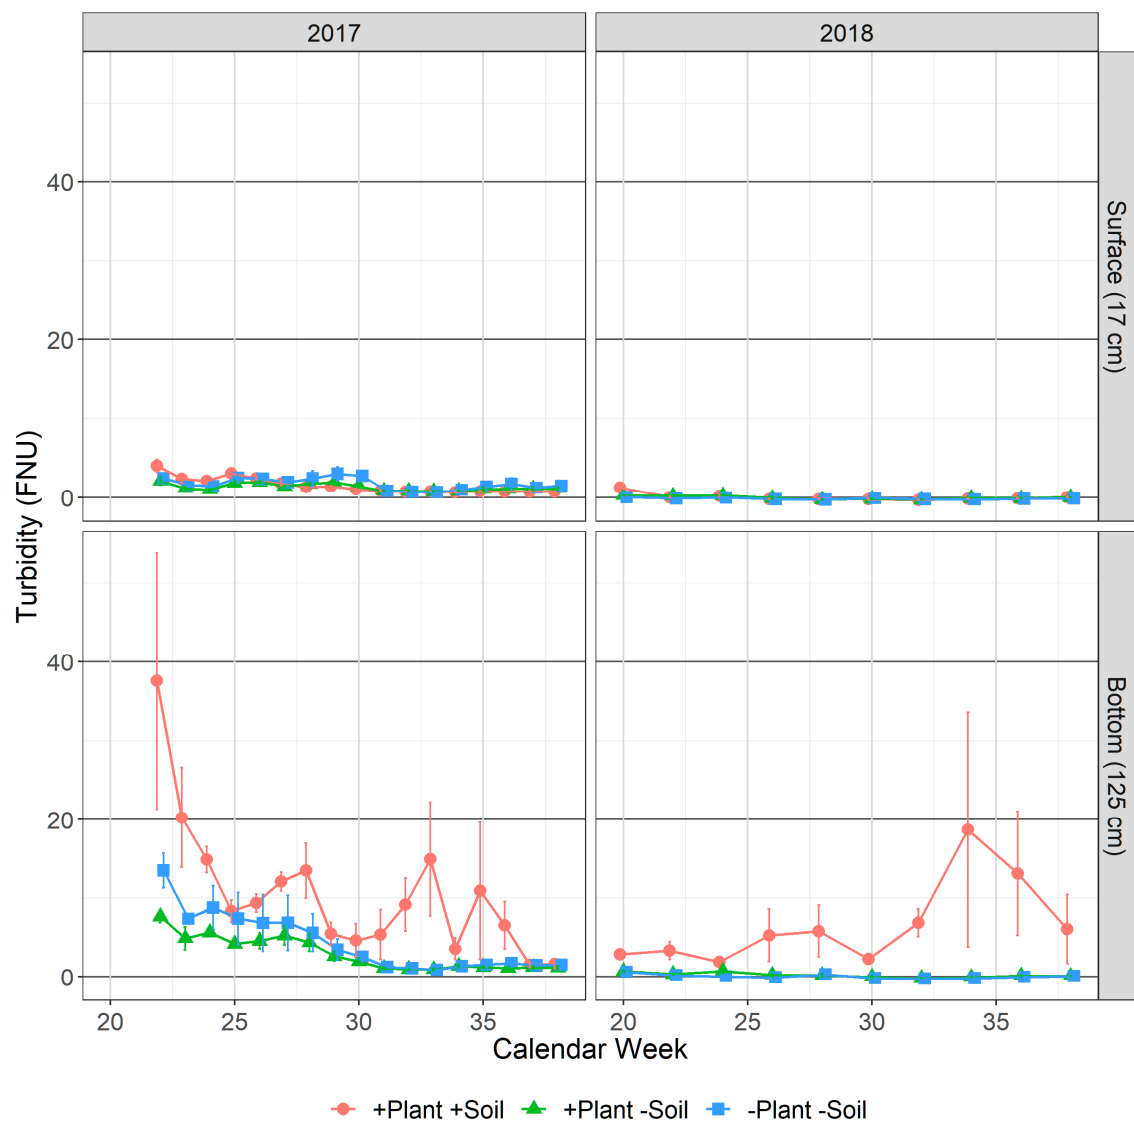 2017 2018
40
20
0
Surface (17 cm)
Turbidity (FNU)
40
20
0
Bottom (125 cm)
20 25 30 35 20 25 30 35
Calendar Week
+Plant +Soil +Plant -Soil -Plant -Soil